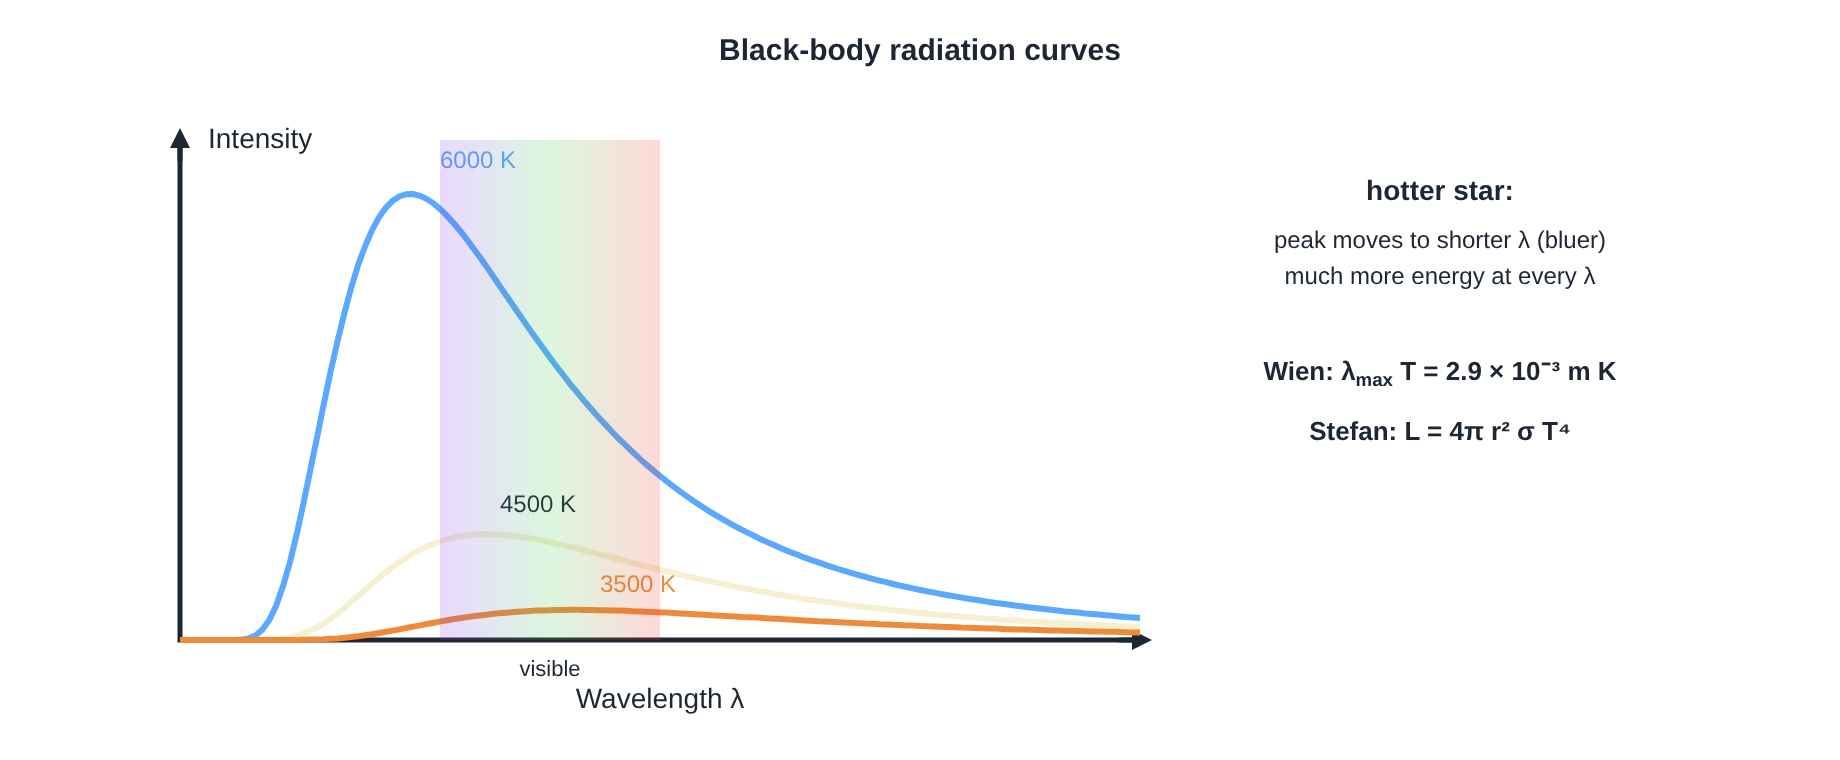 Black-body radiation curves
Intensity
6000 K
4500 K
3500 K
visible
Wavelength λ
hotter star:
peak moves to shorter λ (bluer)
much more energy at every λ
Wien: λmax T = 2.9 × 10⁻³ m K
Stefan: L = 4π r² σ T⁴